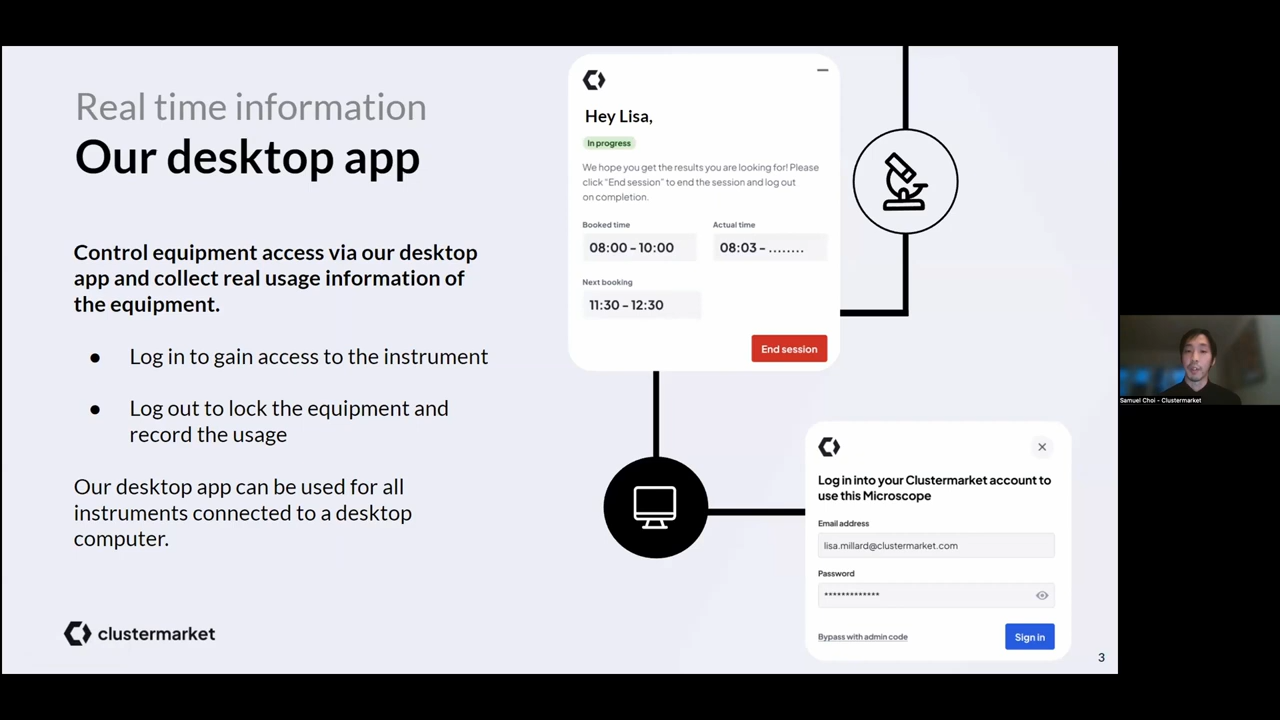 Real time information
Our desktop app
Control equipment access via our desktop
app and collect real usage information of
the equipment.
● Log in to gain access to the instrument
● Log out to lock the equipment and
record the usage
Our desktop app can be used for all
instruments connected to a desktop
computer.
clustermarket
Hey Lisa,
In progress
We hope you get the results you are looking for! Please
click "End session" to end the session and log out
on completion.
Booked time
08:00 – 10:00
Actual time
08:03 – ........
Next booking
11:30 – 12:30
End session
Log in into your Clustermarket account to
use this Microscope
Email address
lisa.millard@clustermarket.com
Password
*************
Bypass with admin code
Sign in
3
Samuel Choi - Clustermarket